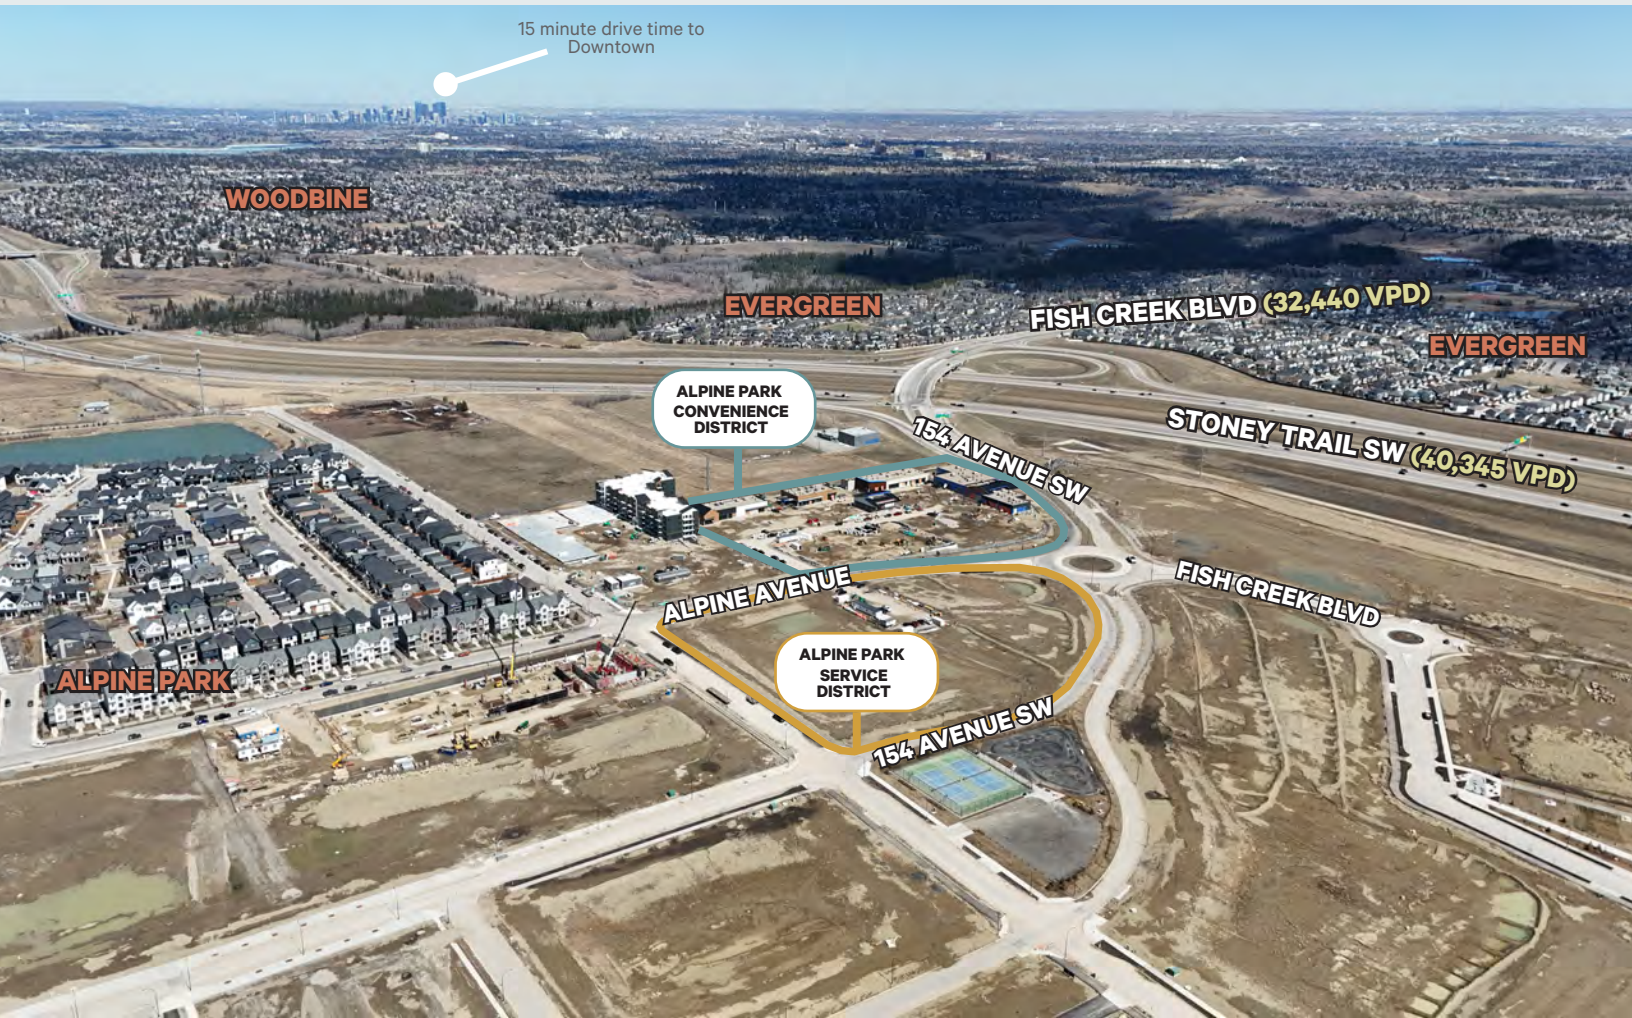 15 minute drive time to
Downtown
WOODBINE
EVERGREEN
FISH CREEK BLVD (32,440 VPD)
EVERGREEN
ALPINE PARK
CONVENIENCE
DISTRICT
154 AVENUE SW
STONEY TRAIL SW (40,345 VPD)
ALPINE AVENUE
FISH CREEK BLVD
ALPINE PARK
SERVICE
DISTRICT
ALPINE PARK
154 AVENUE SW